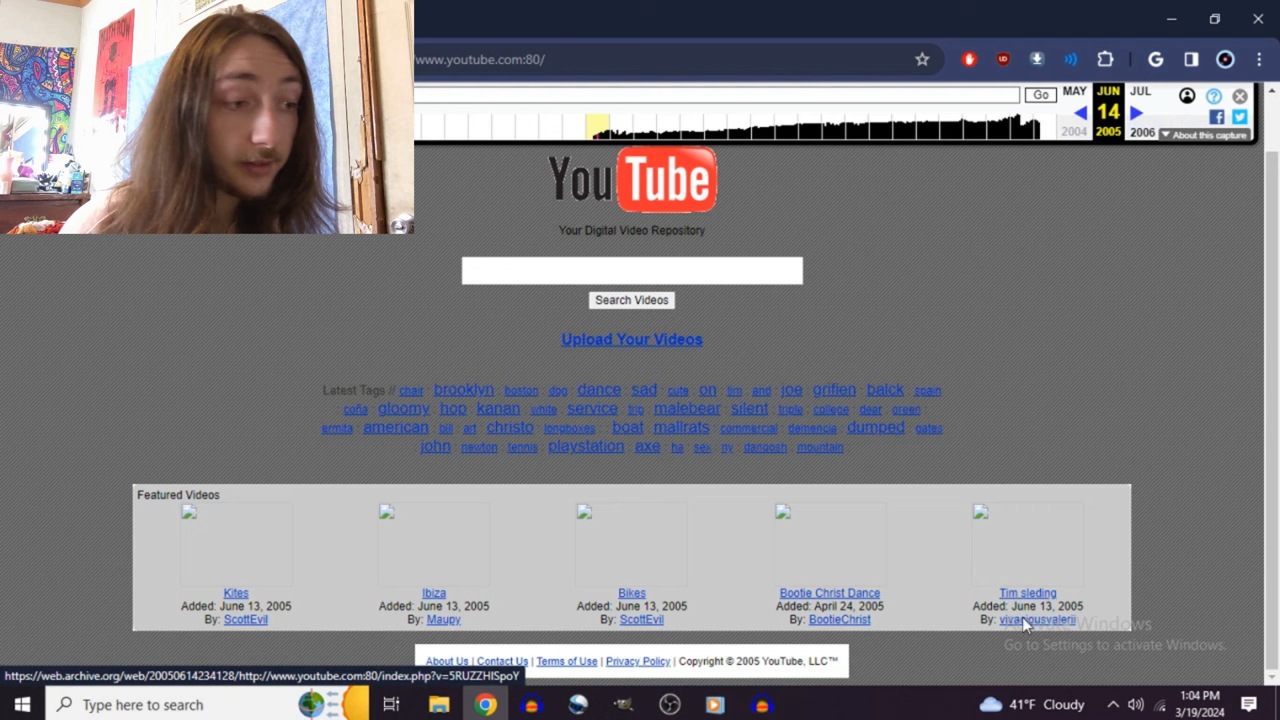 www.youtube.com:80/
Go
MAY JUN JUL
14
2004 2005 2006
About this capture
YouTube
Your Digital Video Repository
Search Videos
Upload Your Videos
Latest Tags // chair : brooklyn : boston : dog : dance : sad : cute : on : tim : and : joe : grifien : balck : spain
: coña : gloomy : hop : kanan : white : service : trip : malebear : silent : triple : college : dear : green :
ermita : american : bill : art : christo : longboxes : : boat : mallrats : commercial : demencia : dumped : gates
: john : newton : tennis : playstation : axe : ha : sex : ny : danoosh : mountain :
Featured Videos
Kites
Added: June 13, 2005
By: ScottEvil
Ibiza
Added: June 13, 2005
By: Maupy
Bikes
Added: June 13, 2005
By: ScottEvil
Bootie Christ Dance
Added: April 24, 2005
By: BootieChrist
Tim sleding
Added: June 13, 2005
By:
Activate Windows
Go to Settings to activate Windows.
About Us | Contact Us | Terms of Use | Privacy Policy | Copyright © 2005 YouTube, LLC™
https://web.archive.org/web/20050614234128/http://www.youtube.com:80/index.php?v=5RUZZHISpoY
Type here to search
41°F Cloudy
1:04 PM
3/19/2024